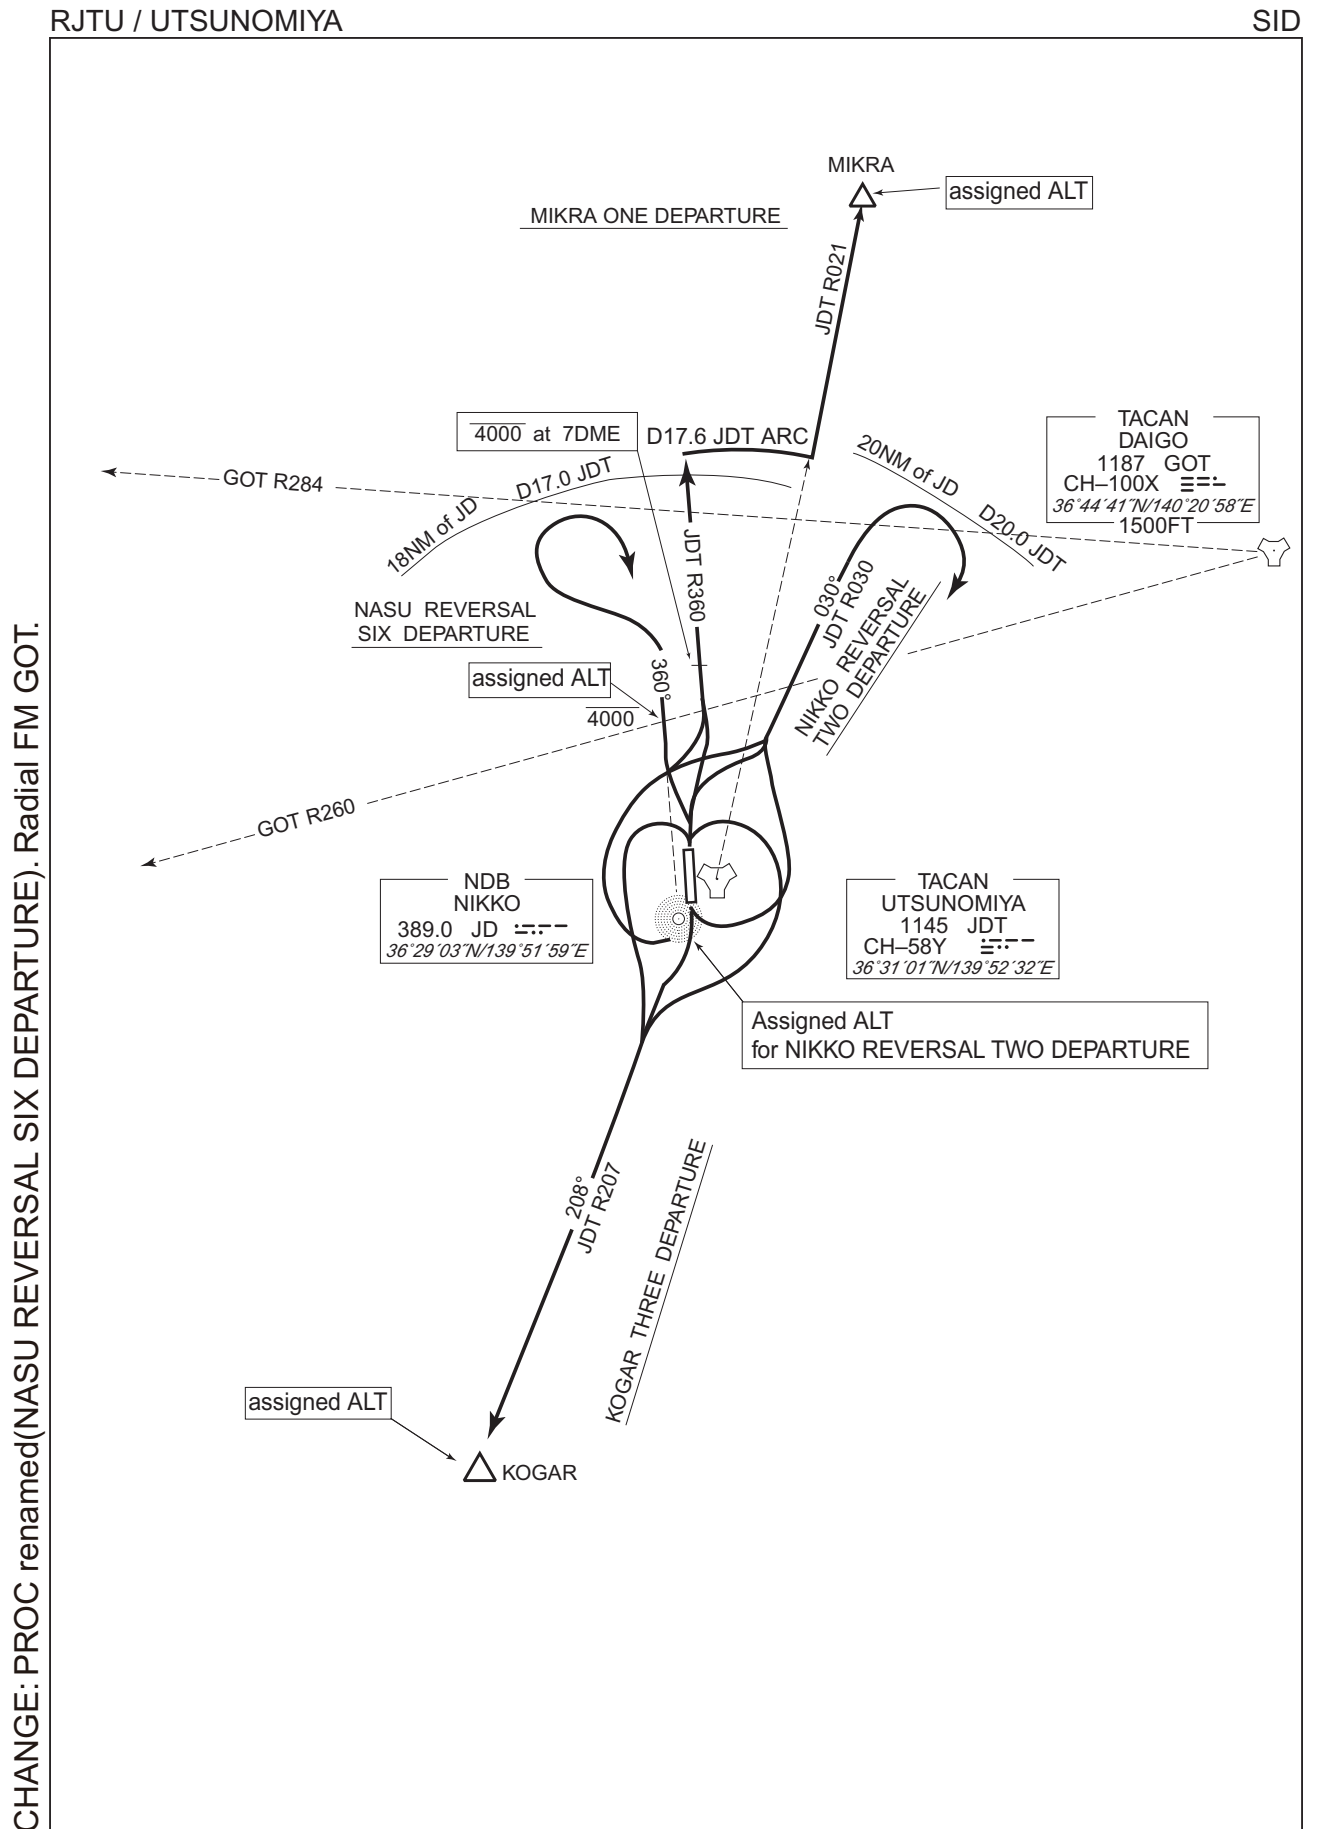 RJTU / UTSUNOMIYA
SID
MIKRA
assigned ALT
MIKRA ONE DEPARTURE
JDT R021
4000 at 7DME
D17.6 JDT ARC
20NM of JD
D20.0 JDT
TACAN
DAIGO
1187 GOT
CH–100X
36°44´41˝N/140°20´58˝E
1500FT
GOT R284
D17.0 JDT
18NM of JD
JDT R360
030°
JDT R030
NASU REVERSAL
SIX DEPARTURE
NIKKO REVERSAL
TWO DEPARTURE
360°
assigned ALT
4000
GOT R260
NDB
NIKKO
389.0 JD
36°29´03˝N/139°51´59˝E
TACAN
UTSUNOMIYA
1145 JDT
CH–58Y
36°31´01˝N/139°52´32˝E
Assigned ALT
for NIKKO REVERSAL TWO DEPARTURE
208°
JDT R207
KOGAR THREE DEPARTURE
assigned ALT
KOGAR
CHANGE: PROC renamed(NASU REVERSAL SIX DEPARTURE). Radial FM GOT.